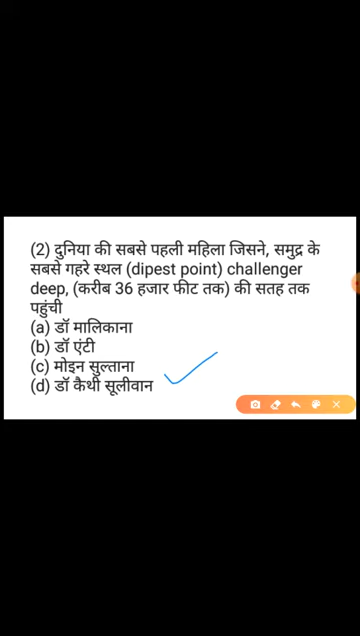 (2) दुनिया की सबसे पहली महिला जिसने, समुद्र के
सबसे गहरे स्थल (dipest point) challenger
deep, (करीब 36 हजार फीट तक) की सतह तक
पहुंची
(a) डॉ मालिकाना
(b) डॉ एंटी
(c) मोइन सुल्ताना
(d) डॉ कैथी सूलीवान